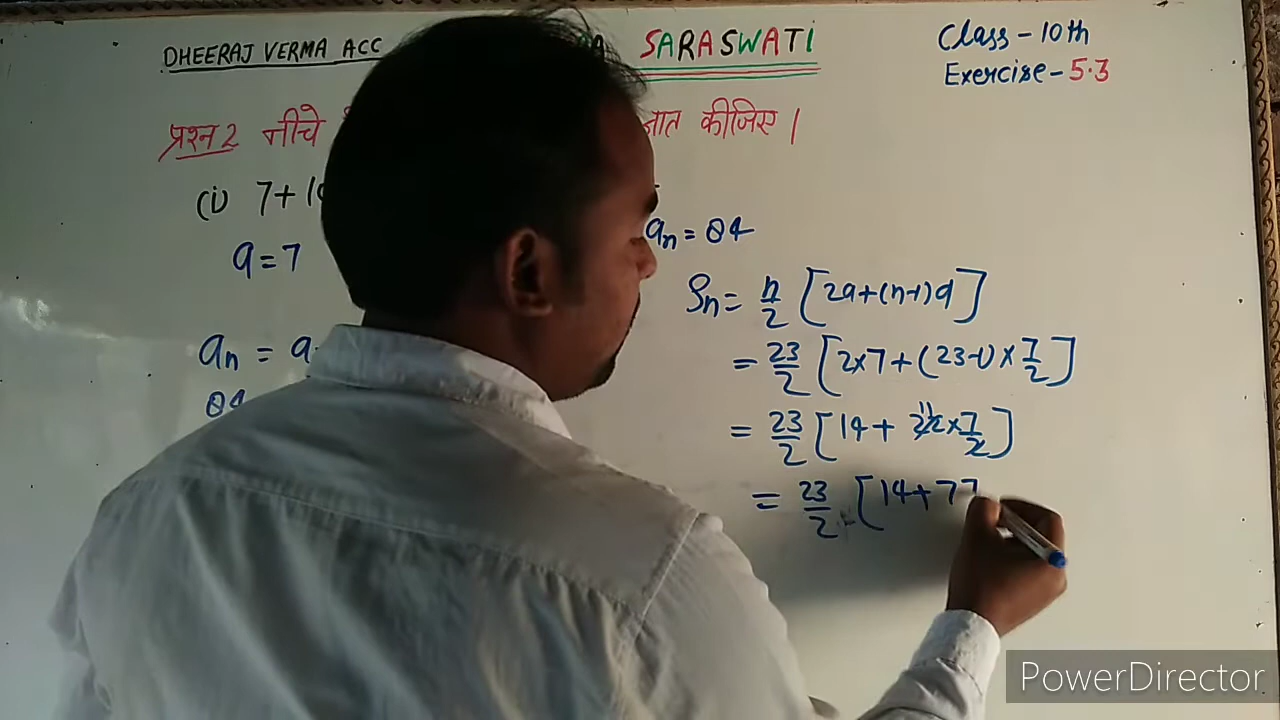 DHEERAJ VERMA ACC SARASWATI
Class-10th
Exercise-5.3
प्रश्न 2 नीचे ज्ञात कीजिए।
(i) 7+10
a=7
an=84
an = a
84
Sn= n/2 [2a+(n-1)d]
= 23/2 [2×7+(23-1)×7/2]
= 23/2 [14+ 22 11×7/2]
= 23/2 [14+77
PowerDirector